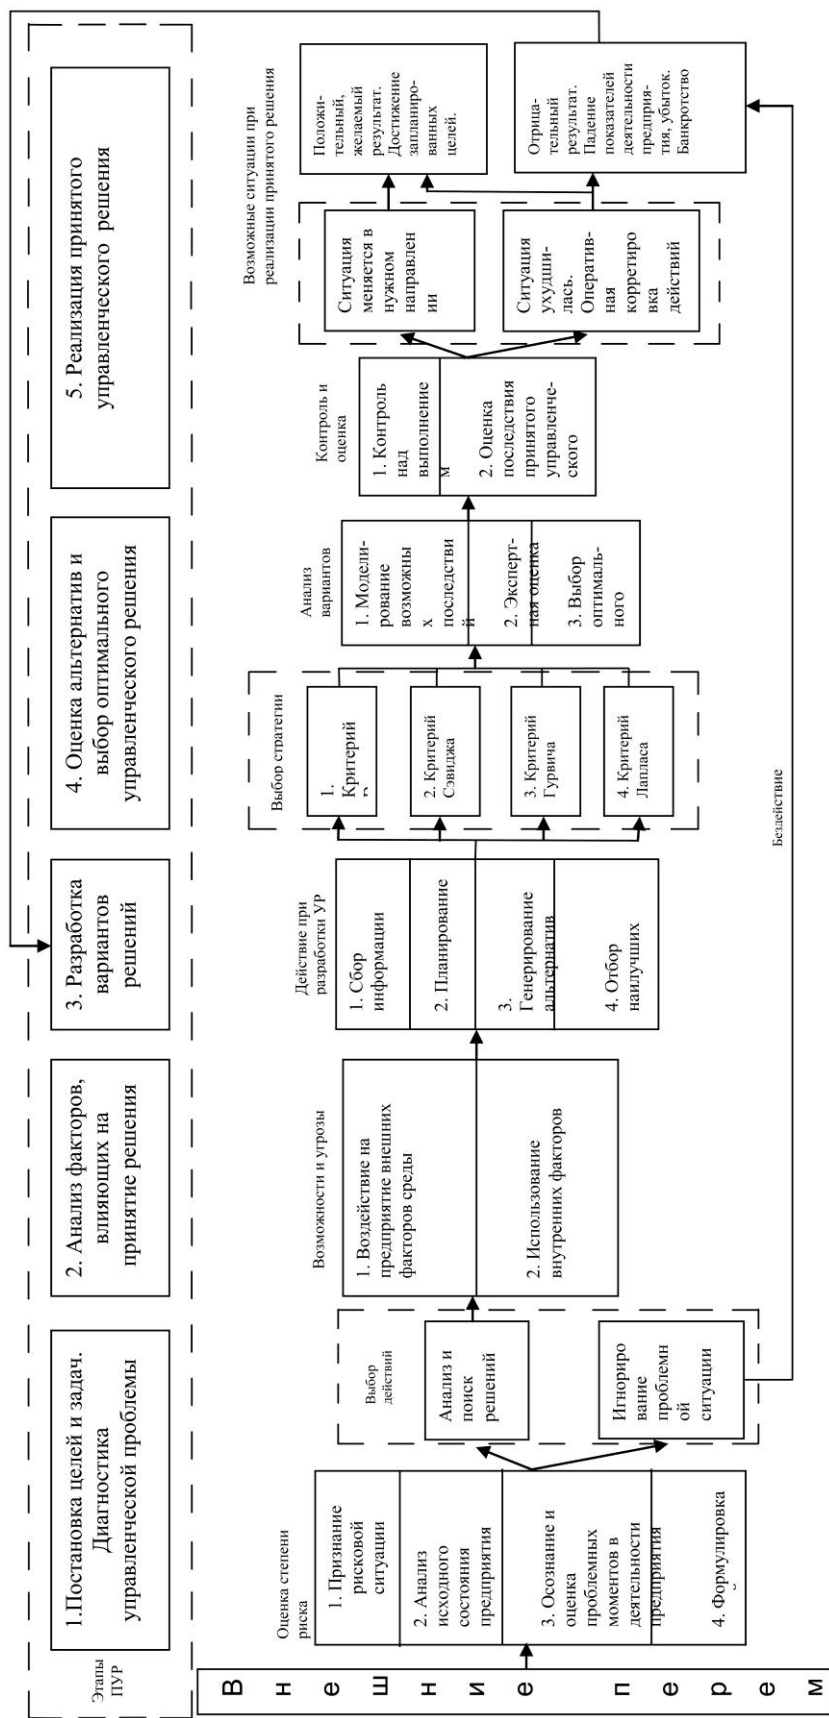 Этапы
ПУР
1.Постановка целей и задач.
Диагностика
управленческой проблемы
2. Анализ факторов,
влияющих на
принятие решения
3. Разработка
вариантов
решений
4. Оценка альтернатив и
выбор оптимального
управленческого решения
5. Реализация принятого
управленческого решения
Внешние перем
Оценка степени
риска
1. Признание
рисковой
ситуации
2. Анализ
исходного
состояния
предприятия
3. Осознание и
оценка
проблемных
моментов в
деятельности
предприятия
4. Формулировка
Выбор
действий
Анализ и
поиск
решений
Игнориро
вание
проблемн
ой
ситуации
Возможности и угрозы
1. Воздействие на
предприятие внешних
факторов среды
2. Использование
внутренних факторов
Действие при
разработки УР
1. Сбор
информации
2. Планирование
3.
Генерирование
альтернатив
4. Отбор
наилучших
Выбор стратегии
1.
Критерий
2. Критерий
Сэвиджа
3. Критерий
Гурвича
4. Критерий
Лапласа
Анализ
вариантов
1. Модели-
рование
возможны
х
последстви
й
2. Эксперт-
ная оценка
3. Выбор
оптималь-
ного
Контроль и
оценка
1. Контроль
над
выполнение
м
2. Оценка
последствия
принятого
управленче-
ского
Возможные ситуации при
реализации принятого решения
Ситуация
меняется в
нужном
направлен
ии
Ситуация
ухудши-
лась.
Оператив-
ная
корректиро
вка
действий
Положи-
тельный,
желаемый
результат.
Достижение
запланиро-
ванных
целей.
Отрица-
тельный
результат.
Падение
показателей
деятельности
предприя-
тия, убыток.
Банкротство
Бездействие